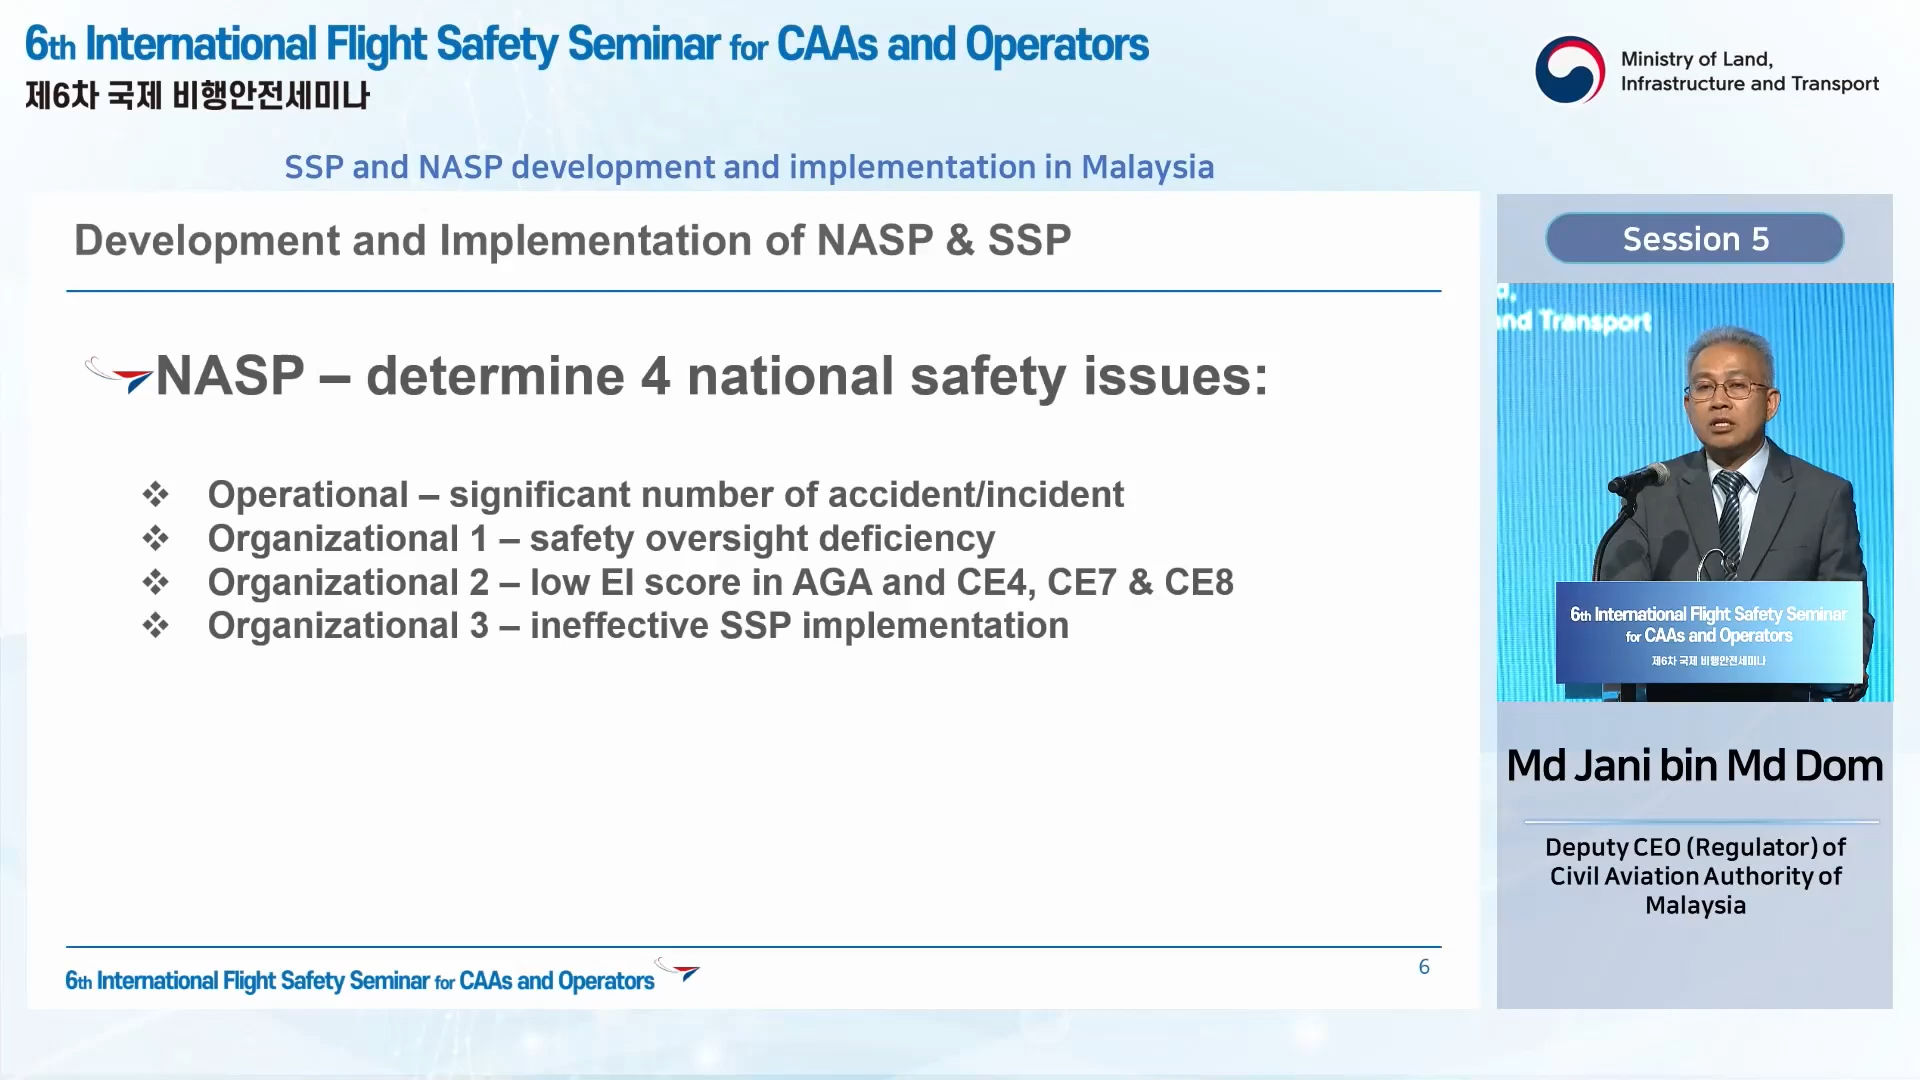 6th International Flight Safety Seminar for CAAs and Operators
제6차 국제 비행안전세미나
Ministry of Land,
Infrastructure and Transport
SSP and NASP development and implementation in Malaysia
Development and Implementation of NASP & SSP
NASP – determine 4 national safety issues:
❖ Operational – significant number of accident/incident
❖ Organizational 1 – safety oversight deficiency
❖ Organizational 2 – low EI score in AGA and CE4, CE7 & CE8
❖ Organizational 3 – ineffective SSP implementation
6th International Flight Safety Seminar for CAAs and Operators
6
Session 5
d,
nd Transport
6th International Flight Safety Seminar
for CAAs and Operators
제6차 국제 비행안전세미나
Md Jani bin Md Dom
Deputy CEO (Regulator) of
Civil Aviation Authority of
Malaysia